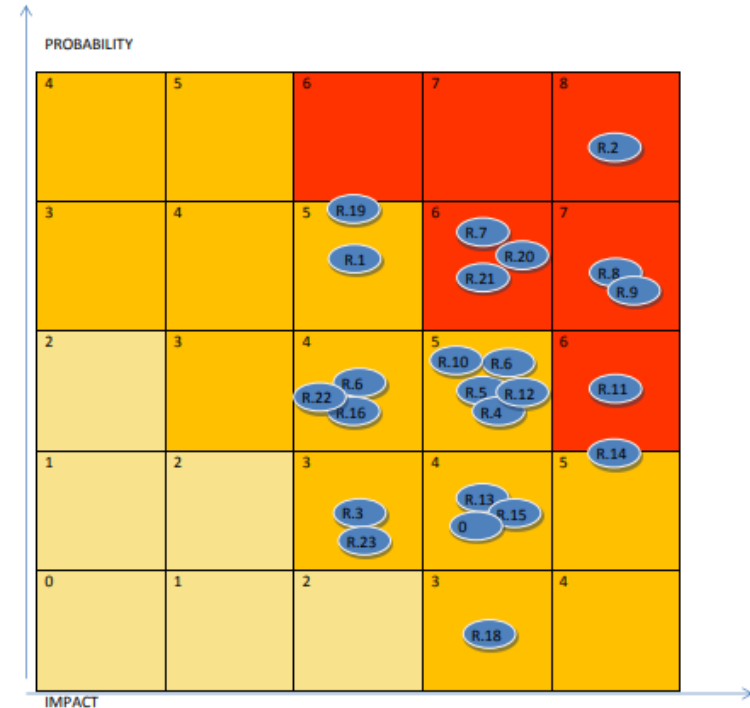 PROBABILITY
4 5 6 7 8
R.2
3 4 5 6 7
R.19
R.7
R.1 R.20
R.21 R.8
R.9
2 3 4 5 6
R.10 R.6
R.6 R.11
R.22 R.5 R.12
R.16 R.4
R.14
1 2 3 4 5
R.13
R.3 R.15
0
R.23
0 1 2 3 4
R.18
IMPACT